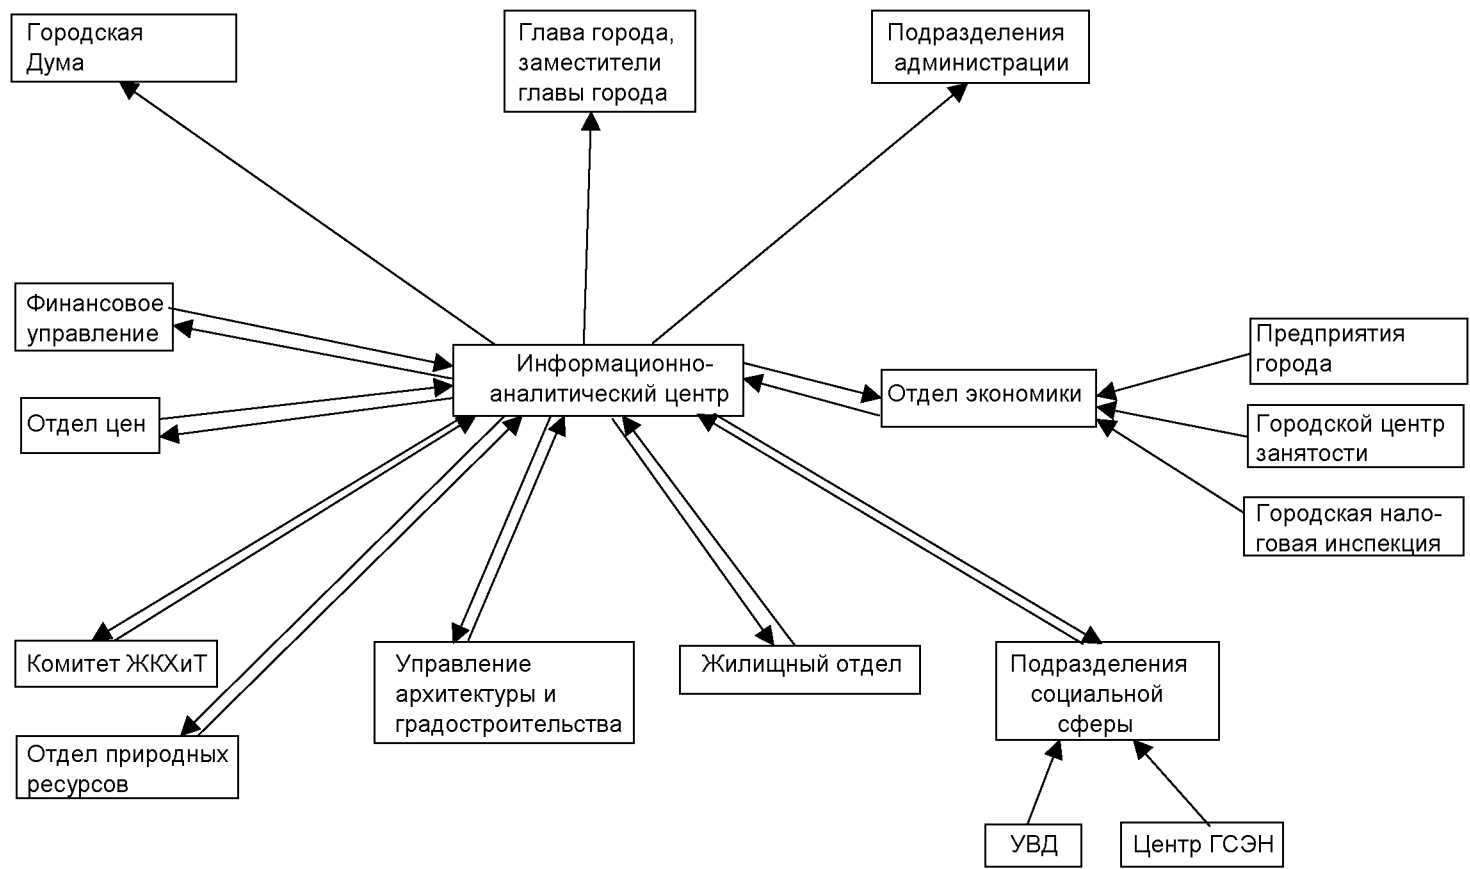 Городская
Дума
Глава города,
заместители
главы города
Подразделения
администрации
Финансовое
управление
Информационно-
аналитический центр
Предприятия
города
Отдел цен
Отдел экономики
Городской центр
занятости
Городская нало-
говая инспекция
Комитет ЖКХиТ
Управление
архитектуры и
градостроительства
Жилищный отдел
Подразделения
социальной
сферы
Отдел природных
ресурсов
УВД
Центр ГСЭН